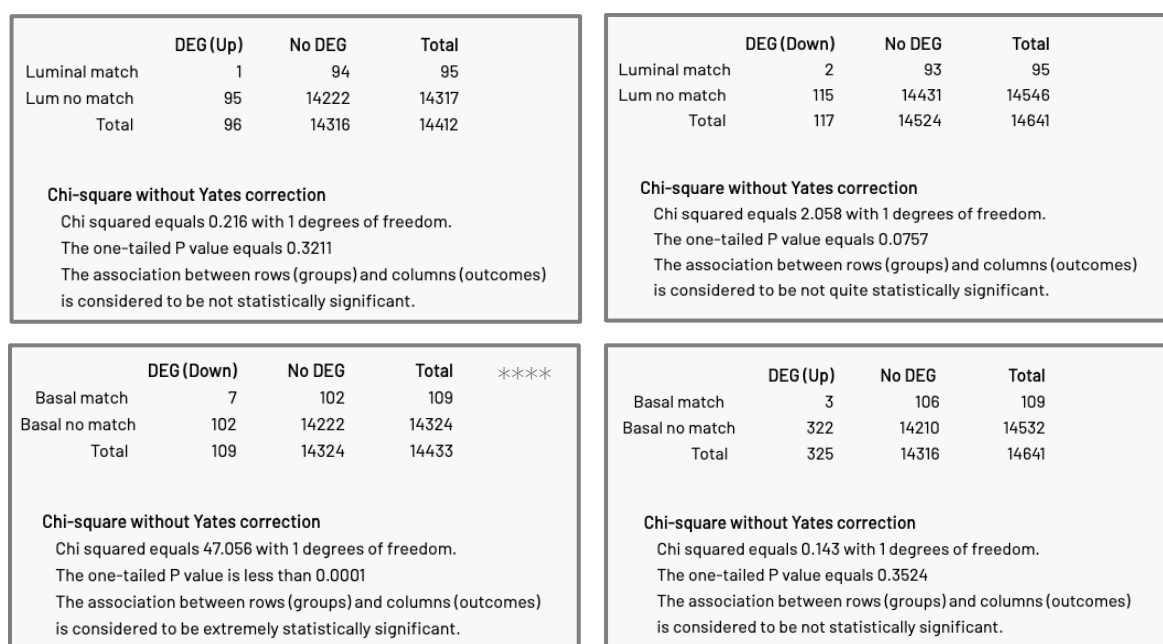 DEG (Up) No DEG Total
Luminal match 1 94 95
Lum no match 95 14222 14317
Total 96 14316 14412
Chi-square without Yates correction
Chi squared equals 0.216 with 1 degrees of freedom.
The one-tailed P value equals 0.3211
The association between rows (groups) and columns (outcomes)
is considered to be not statistically significant.
DEG (Down) No DEG Total
Luminal match 2 93 95
Lum no match 115 14431 14546
Total 117 14524 14641
Chi-square without Yates correction
Chi squared equals 2.058 with 1 degrees of freedom.
The one-tailed P value equals 0.0757
The association between rows (groups) and columns (outcomes)
is considered to be not quite statistically significant.
DEG (Down) No DEG Total ****
Basal match 7 102 109
Basal no match 102 14222 14324
Total 109 14324 14433
Chi-square without Yates correction
Chi squared equals 47.056 with 1 degrees of freedom.
The one-tailed P value is less than 0.0001
The association between rows (groups) and columns (outcomes)
is considered to be extremely statistically significant.
DEG (Up) No DEG Total
Basal match 3 106 109
Basal no match 322 14210 14532
Total 325 14316 14641
Chi-square without Yates correction
Chi squared equals 0.143 with 1 degrees of freedom.
The one-tailed P value equals 0.3524
The association between rows (groups) and columns (outcomes)
is considered to be not statistically significant.